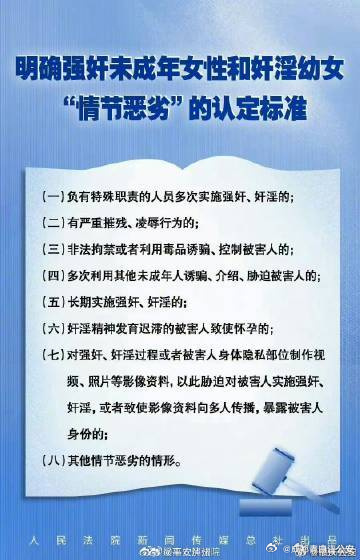 明确强奸未成年女性和奸淫幼女
“情节恶劣”的认定标准
(一)负有特殊职责的人员多次实施强奸、奸淫的;
(二)有严重摧残、凌辱行为的;
(三)非法拘禁或者利用毒品诱骗、控制被害人的;
(四)多次利用其他未成年人诱骗、介绍、胁迫被害人的;
(五)长期实施强奸、奸淫的;
(六)奸淫精神发育迟滞的被害人致使怀孕的;
(七)对强奸、奸淫过程或者被害人身体隐私部位制作视
频、照片等影像资料,以此胁迫对被害人实施强奸、
奸淫,或者致使影像资料向多人传播,暴露被害人
身份的;
(八)其他情节恶劣的情形。
人民法院新闻传媒总社出品